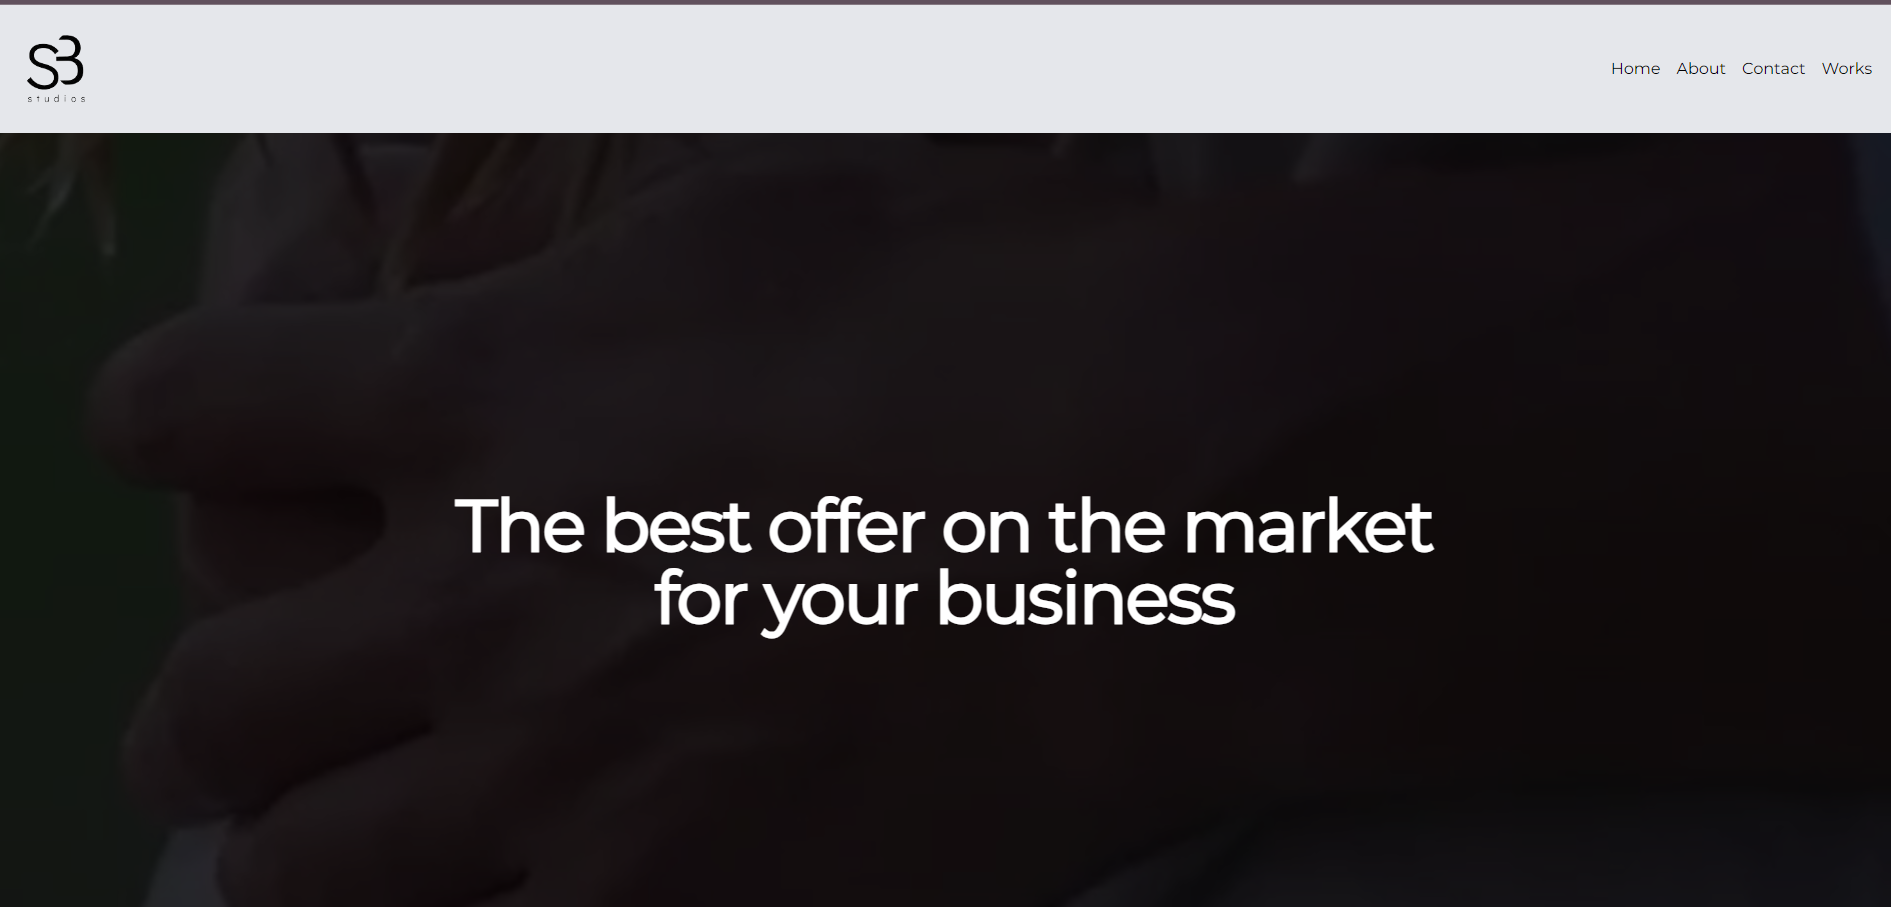 SB
studios
Home About Contact Works
The best offer on the market
for your business